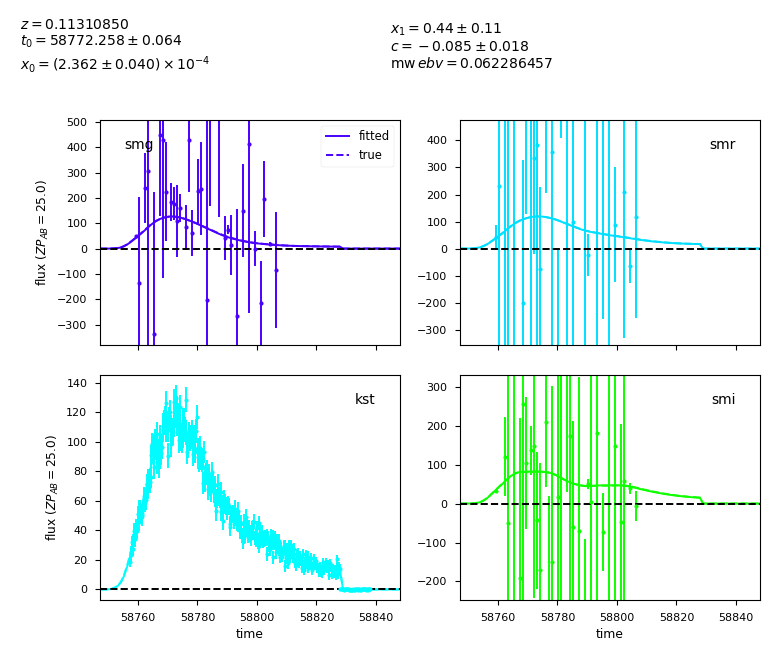 z = 0.11310850
t₀ = 58772.258 ± 0.064
x₀ = (2.362 ± 0.040) × 10⁻⁴
x₁ = 0.44 ± 0.11
c = −0.085 ± 0.018
mw ebv = 0.062286457
smg
fitted
true
500
400
300
200
100
0
−100
−200
−300
flux (ZP_AB = 25.0)
smr
400
300
200
100
0
−100
−200
−300
kst
140
120
100
80
60
40
20
0
flux (ZP_AB = 25.0)
58760 58780 58800 58820 58840
time
smi
300
200
100
0
−100
−200
58760 58780 58800 58820 58840
time